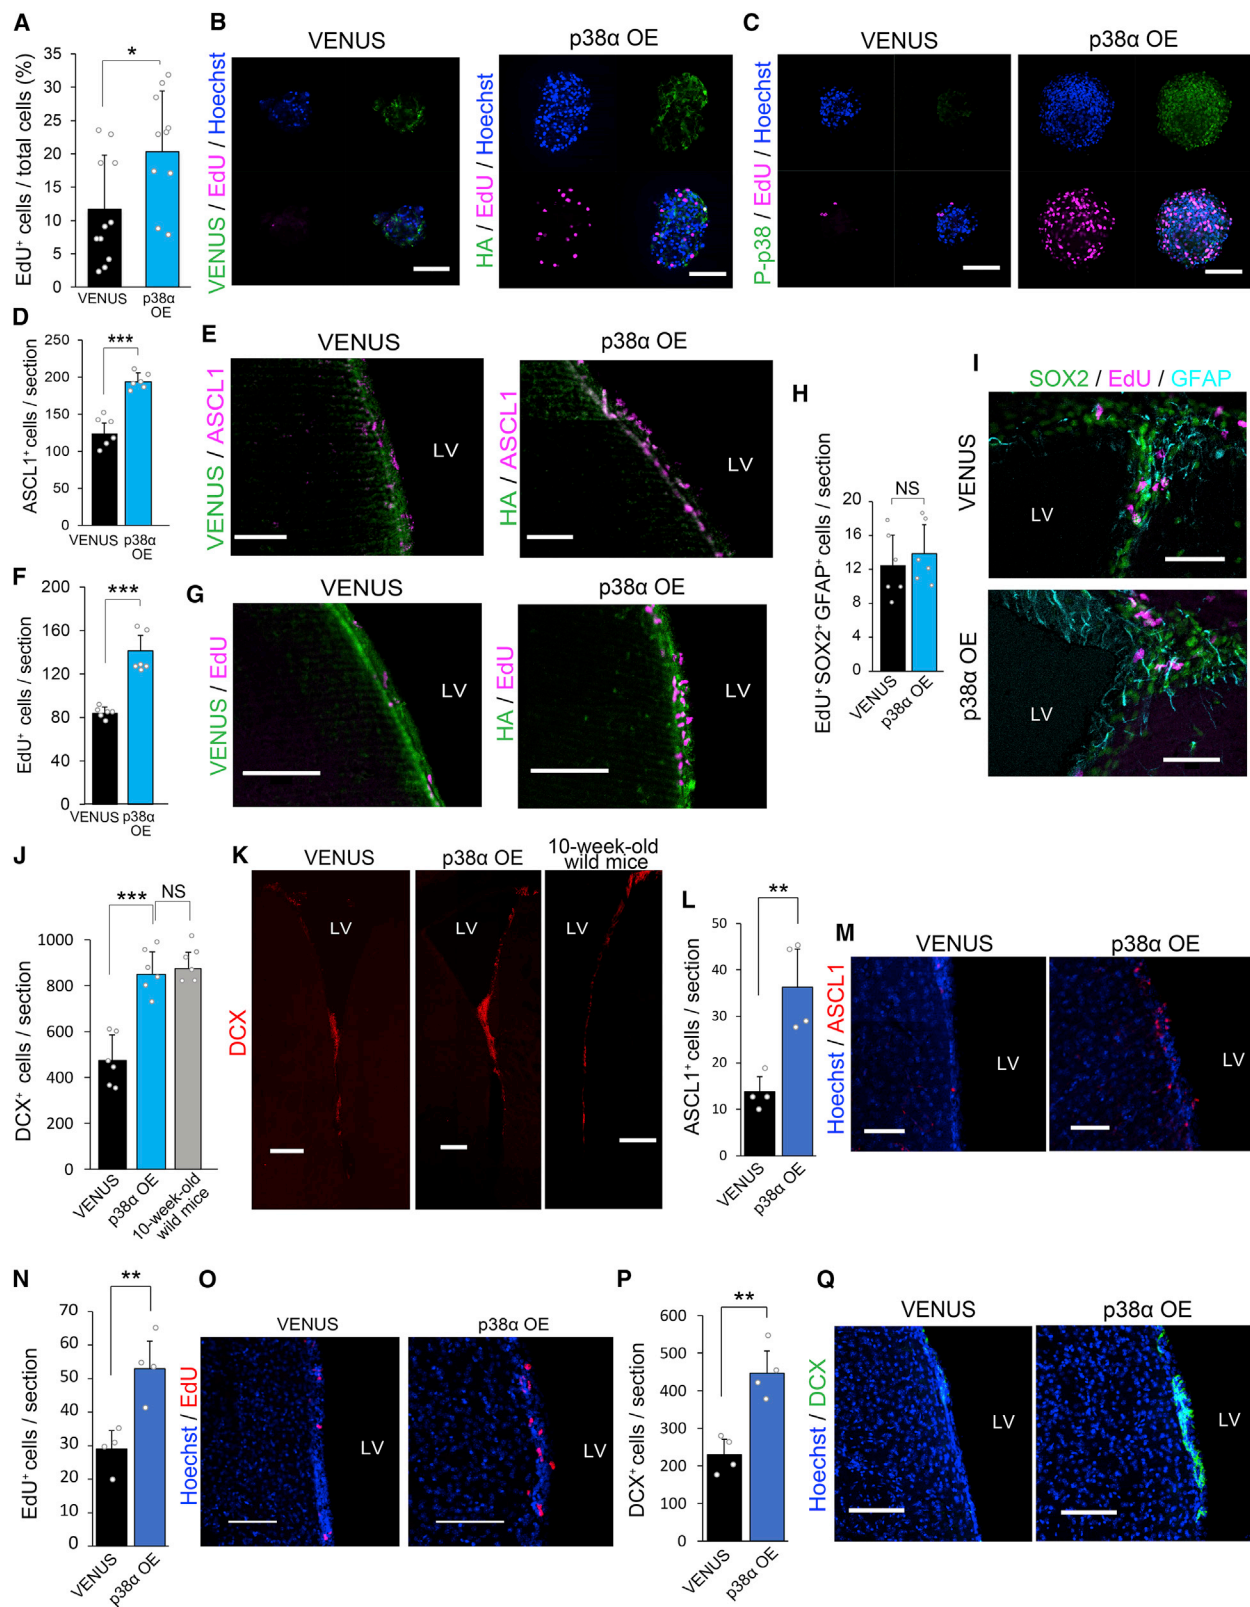 A
EdU⁺ cells / total cells (%)
35
30
25
20
15
10
5
0
*
VENUS
p38α
OE
B
VENUS
p38α OE
VENUS / EdU / Hoechst
HA / EdU / Hoechst
C
VENUS
p38α OE
P-p38 / EdU / Hoechst
D
ASCL1⁺ cells / section
250
200
150
100
50
0
***
VENUS
p38α
OE
E
VENUS
p38α OE
VENUS / ASCL1
HA / ASCL1
LV
LV
F
EdU⁺ cells / section
200
160
120
80
40
0
***
VENUS
p38α
OE
G
VENUS
p38α OE
VENUS / EdU
HA / EdU
LV
LV
H
EdU⁺SOX2⁺GFAP⁺ cells / section
20
16
12
8
4
0
NS
VENUS
p38α OE
I
SOX2 / EdU / GFAP
VENUS
LV
p38α OE
LV
J
DCX⁺ cells / section
1000
800
600
400
200
0
***
NS
VENUS
p38α OE
10-week-old
wild mice
K
VENUS
p38α OE
10-week-old
wild mice
DCX
LV
LV
LV
L
ASCL1⁺ cells / section
50
40
30
20
10
0
**
VENUS
p38α OE
M
VENUS
p38α OE
Hoechst / ASCL1
LV
LV
N
EdU⁺ cells / section
70
60
50
40
30
20
10
0
**
VENUS
p38α OE
O
VENUS
p38α OE
Hoechst / EdU
LV
LV
P
DCX⁺ cells / section
600
500
400
300
200
100
0
**
VENUS
p38α OE
Q
VENUS
p38α OE
Hoechst / DCX
LV
LV